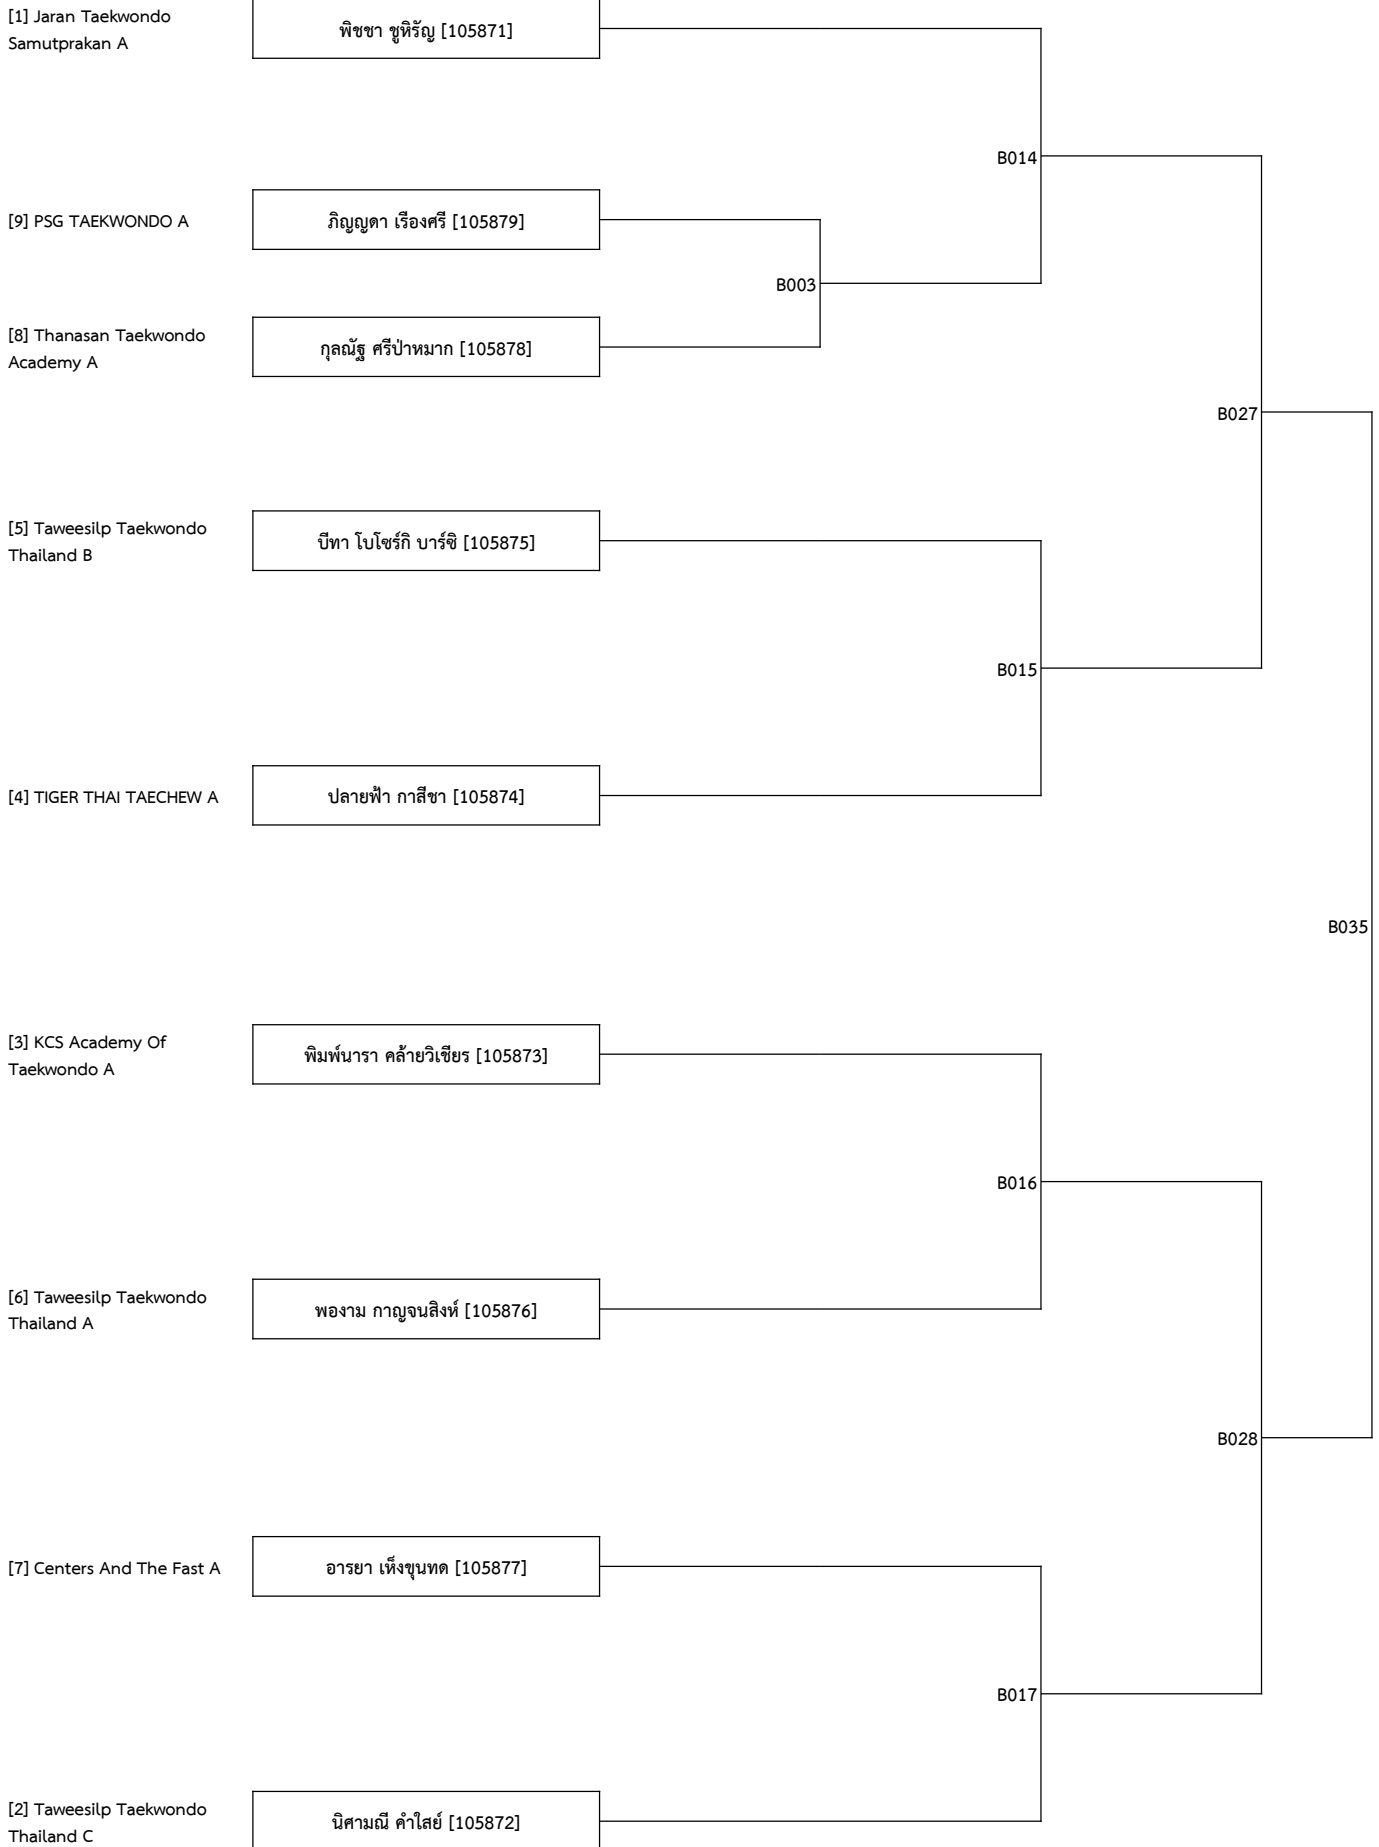 [1] Jaran Taekwondo
Samutprakan A
พิชชา ชูหิรัญ [105871]
B014
[9] PSG TAEKWONDO A
ภิญญดา เรืองศรี [105879]
B003
[8] Thanasan Taekwondo
Academy A
กุลณัฐ ศรีป่าหมาก [105878]
B027
[5] Taweesilp Taekwondo
Thailand B
บีทา โบโซร์กิ บาร์ซิ [105875]
B015
[4] TIGER THAI TAECHEW A
ปลายฟ้า กาสีชา [105874]
B035
[3] KCS Academy Of
Taekwondo A
พิมพ์นารา คล้ายวิเชียร [105873]
B016
[6] Taweesilp Taekwondo
Thailand A
พองาม กาญจนสิงห์ [105876]
B028
[7] Centers And The Fast A
อารยา เห็งขุนทด [105877]
B017
[2] Taweesilp Taekwondo
Thailand C
นิศามณี คำใสย์ [105872]